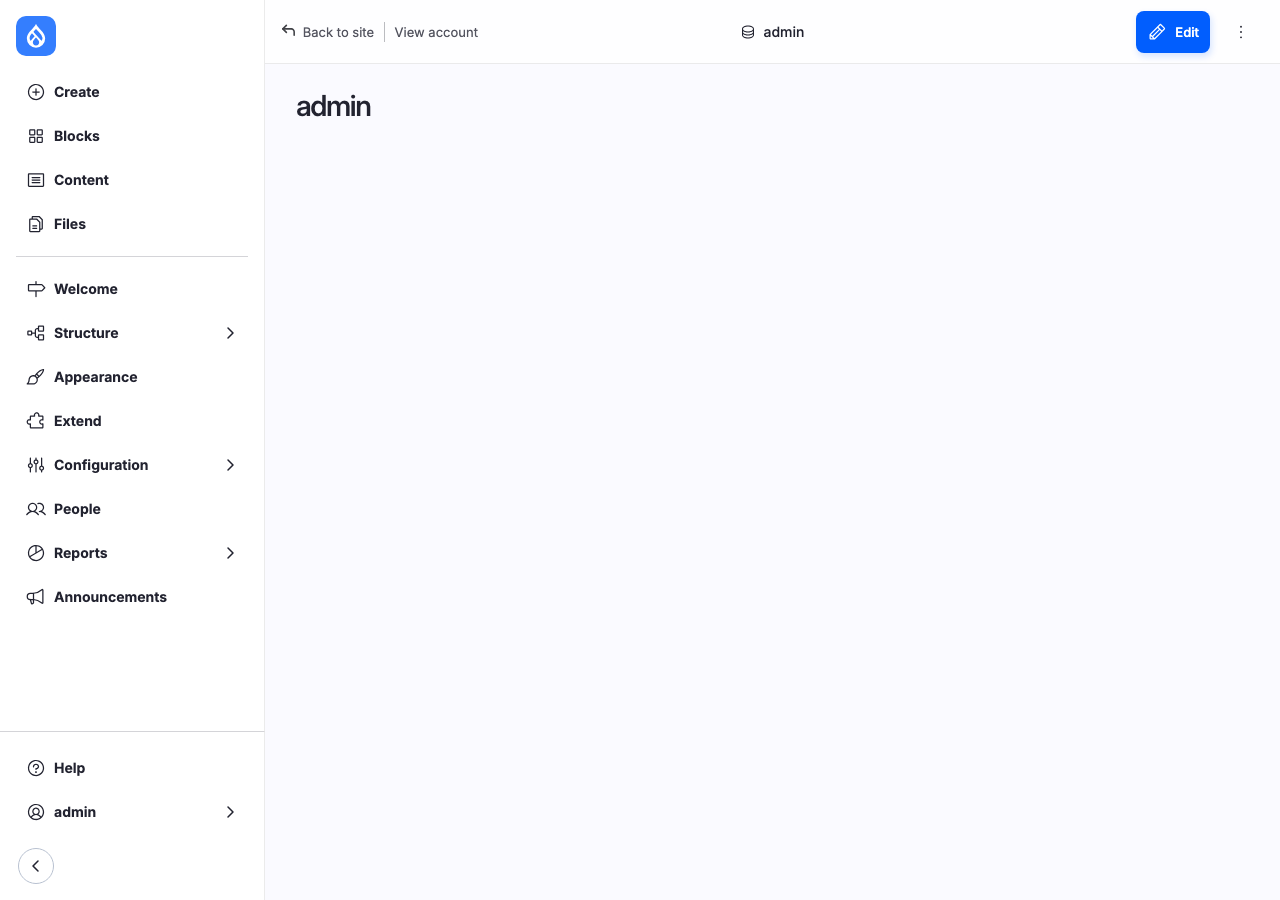 Back to site
View account
admin
Edit
Create
Blocks
Content
Files
Welcome
Structure
Appearance
Extend
Configuration
People
Reports
Announcements
Help
admin
admin